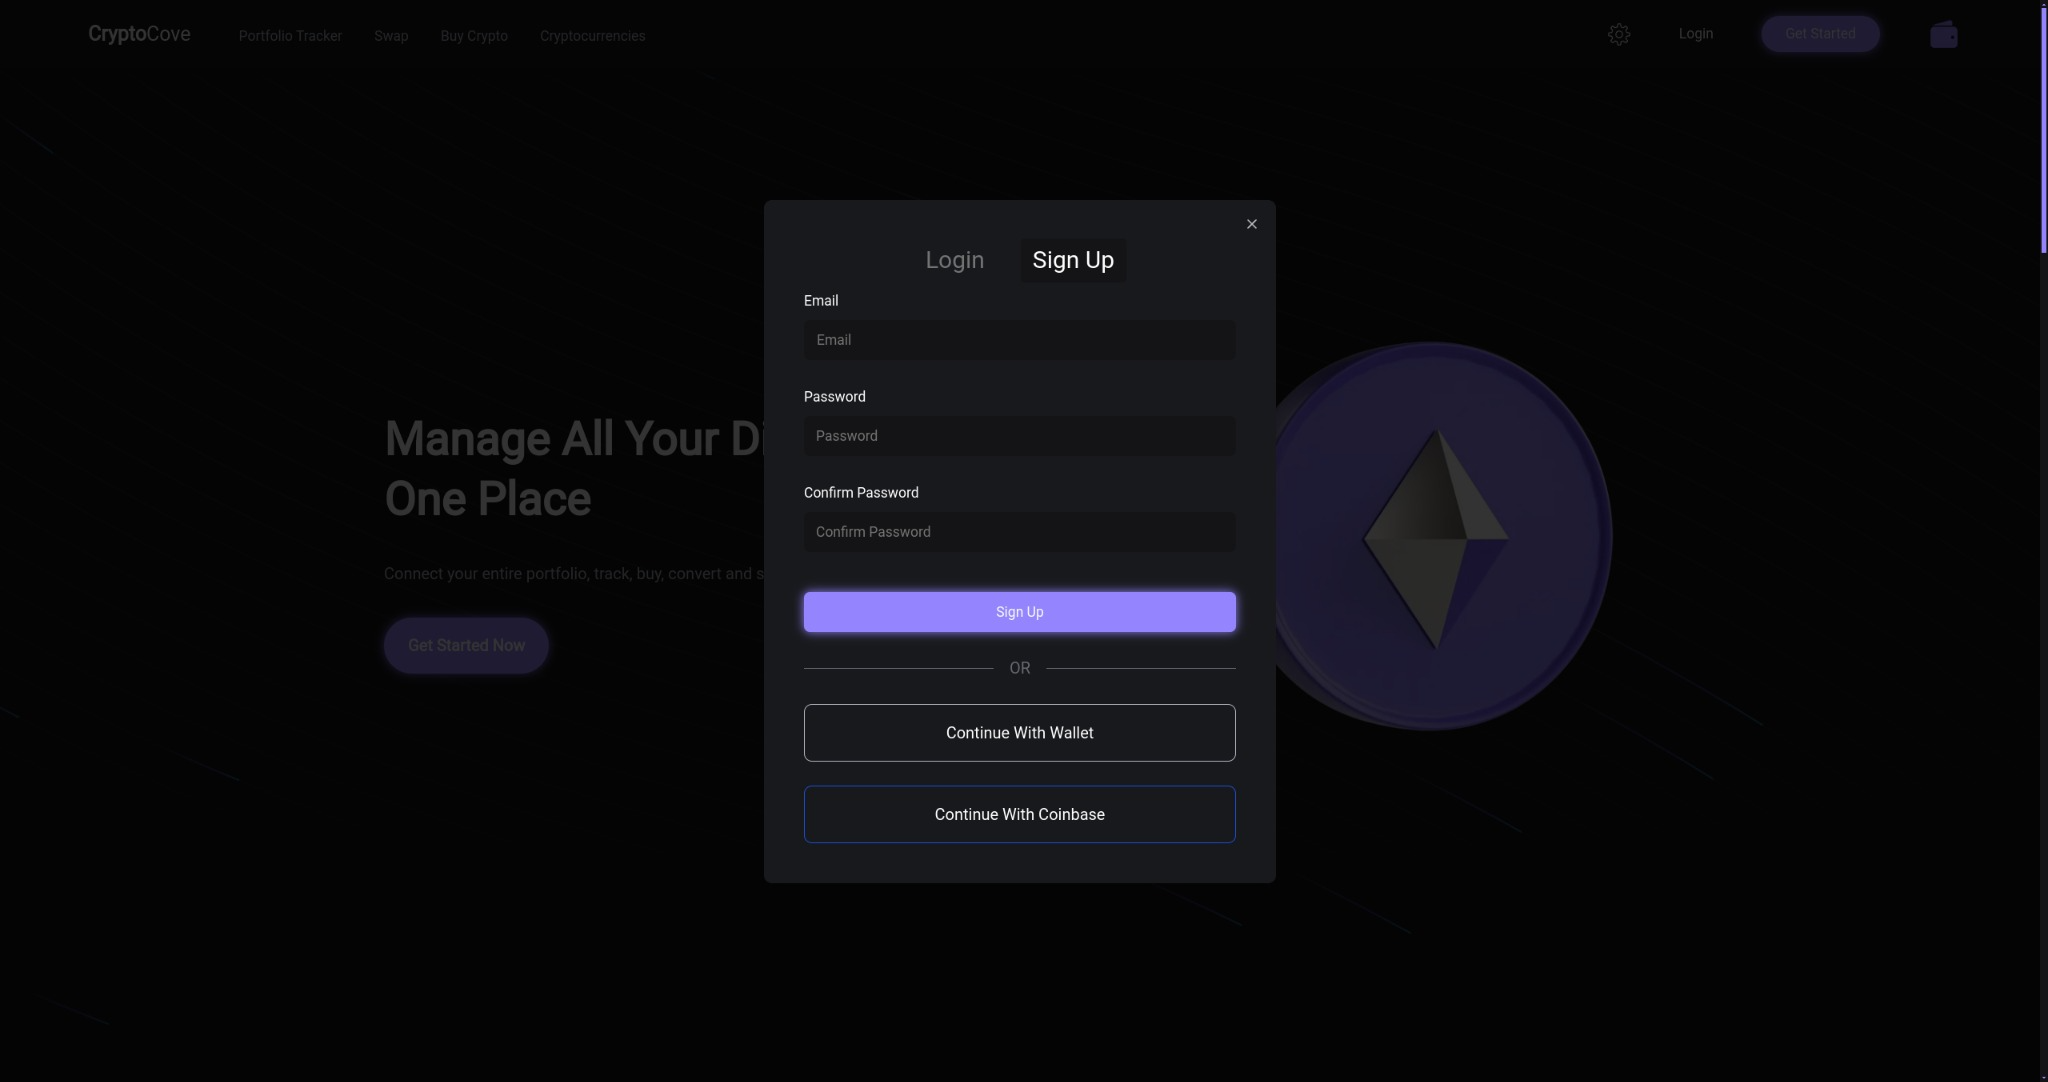 CryptoCove
Portfolio Tracker
Swap
Buy Crypto
Cryptocurrencies
Login
Get Started
Manage All Your Di
One Place
Connect your entire portfolio, track, buy, convert and s
Get Started Now
Login
Sign Up
Email
Email
Password
Password
Confirm Password
Confirm Password
Sign Up
OR
Continue With Wallet
Continue With Coinbase